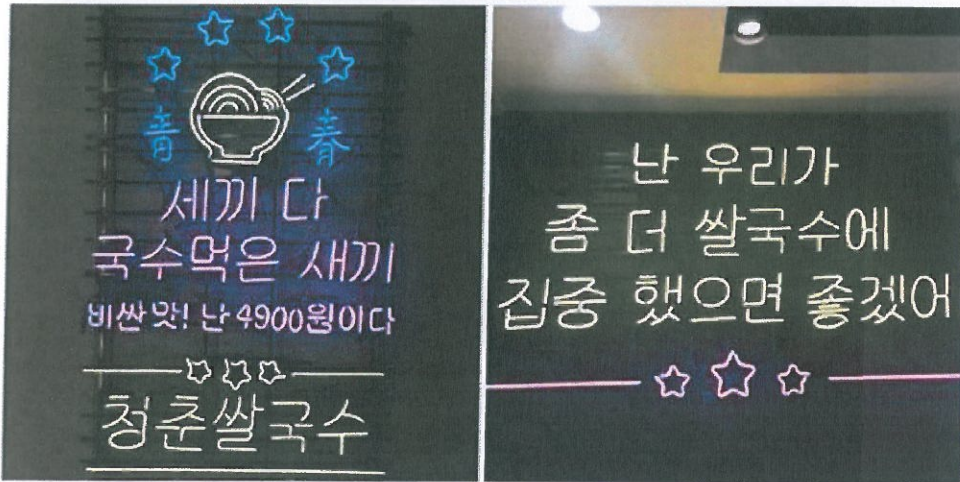 青 春
세끼 다
국수먹은 새끼
비싼 맛! 난 4900원이다
청춘쌀국수
난 우리가
좀 더 쌀국수에
집중 했으면 좋겠어